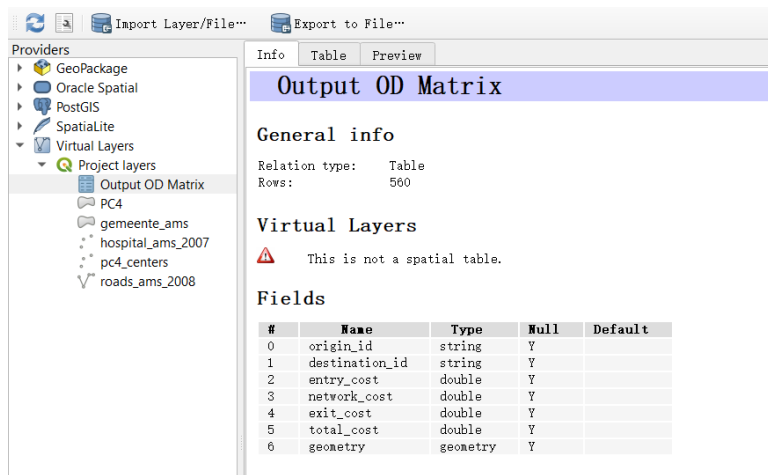 Import Layer/File… Export to File…
Providers
GeoPackage
Oracle Spatial
PostGIS
SpatiaLite
Virtual Layers
Project layers
Output OD Matrix
PC4
gemeente_ams
hospital_ams_2007
pc4_centers
roads_ams_2008
Info Table Preview
Output OD Matrix
General info
Relation type: Table
Rows: 560
Virtual Layers
This is not a spatial table.
Fields
# Name Type Null Default
0 origin_id string Y
1 destination_id string Y
2 entry_cost double Y
3 network_cost double Y
4 exit_cost double Y
5 total_cost double Y
6 geometry geometry Y